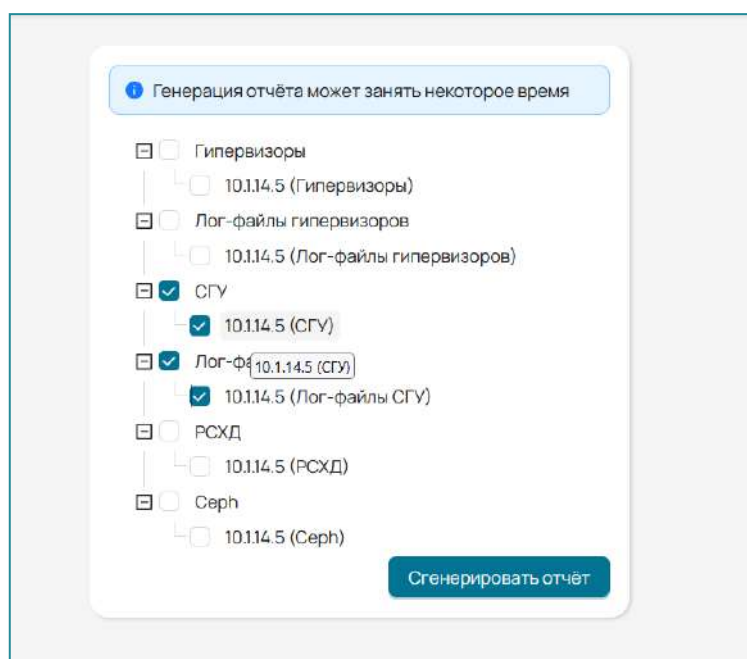 Генерация отчёта может занять некоторое время
Гипервизоры
10.1.14.5 (Гипервизоры)
Лог-файлы гипервизоров
10.1.14.5 (Лог-файлы гипервизоров)
СГУ
10.1.14.5 (СГУ)
Лог-фа
10.1.14.5 (СГУ)
10.1.14.5 (Лог-файлы СГУ)
РСХД
10.1.14.5 (РСХД)
Ceph
10.1.14.5 (Ceph)
Сгенерировать отчёт